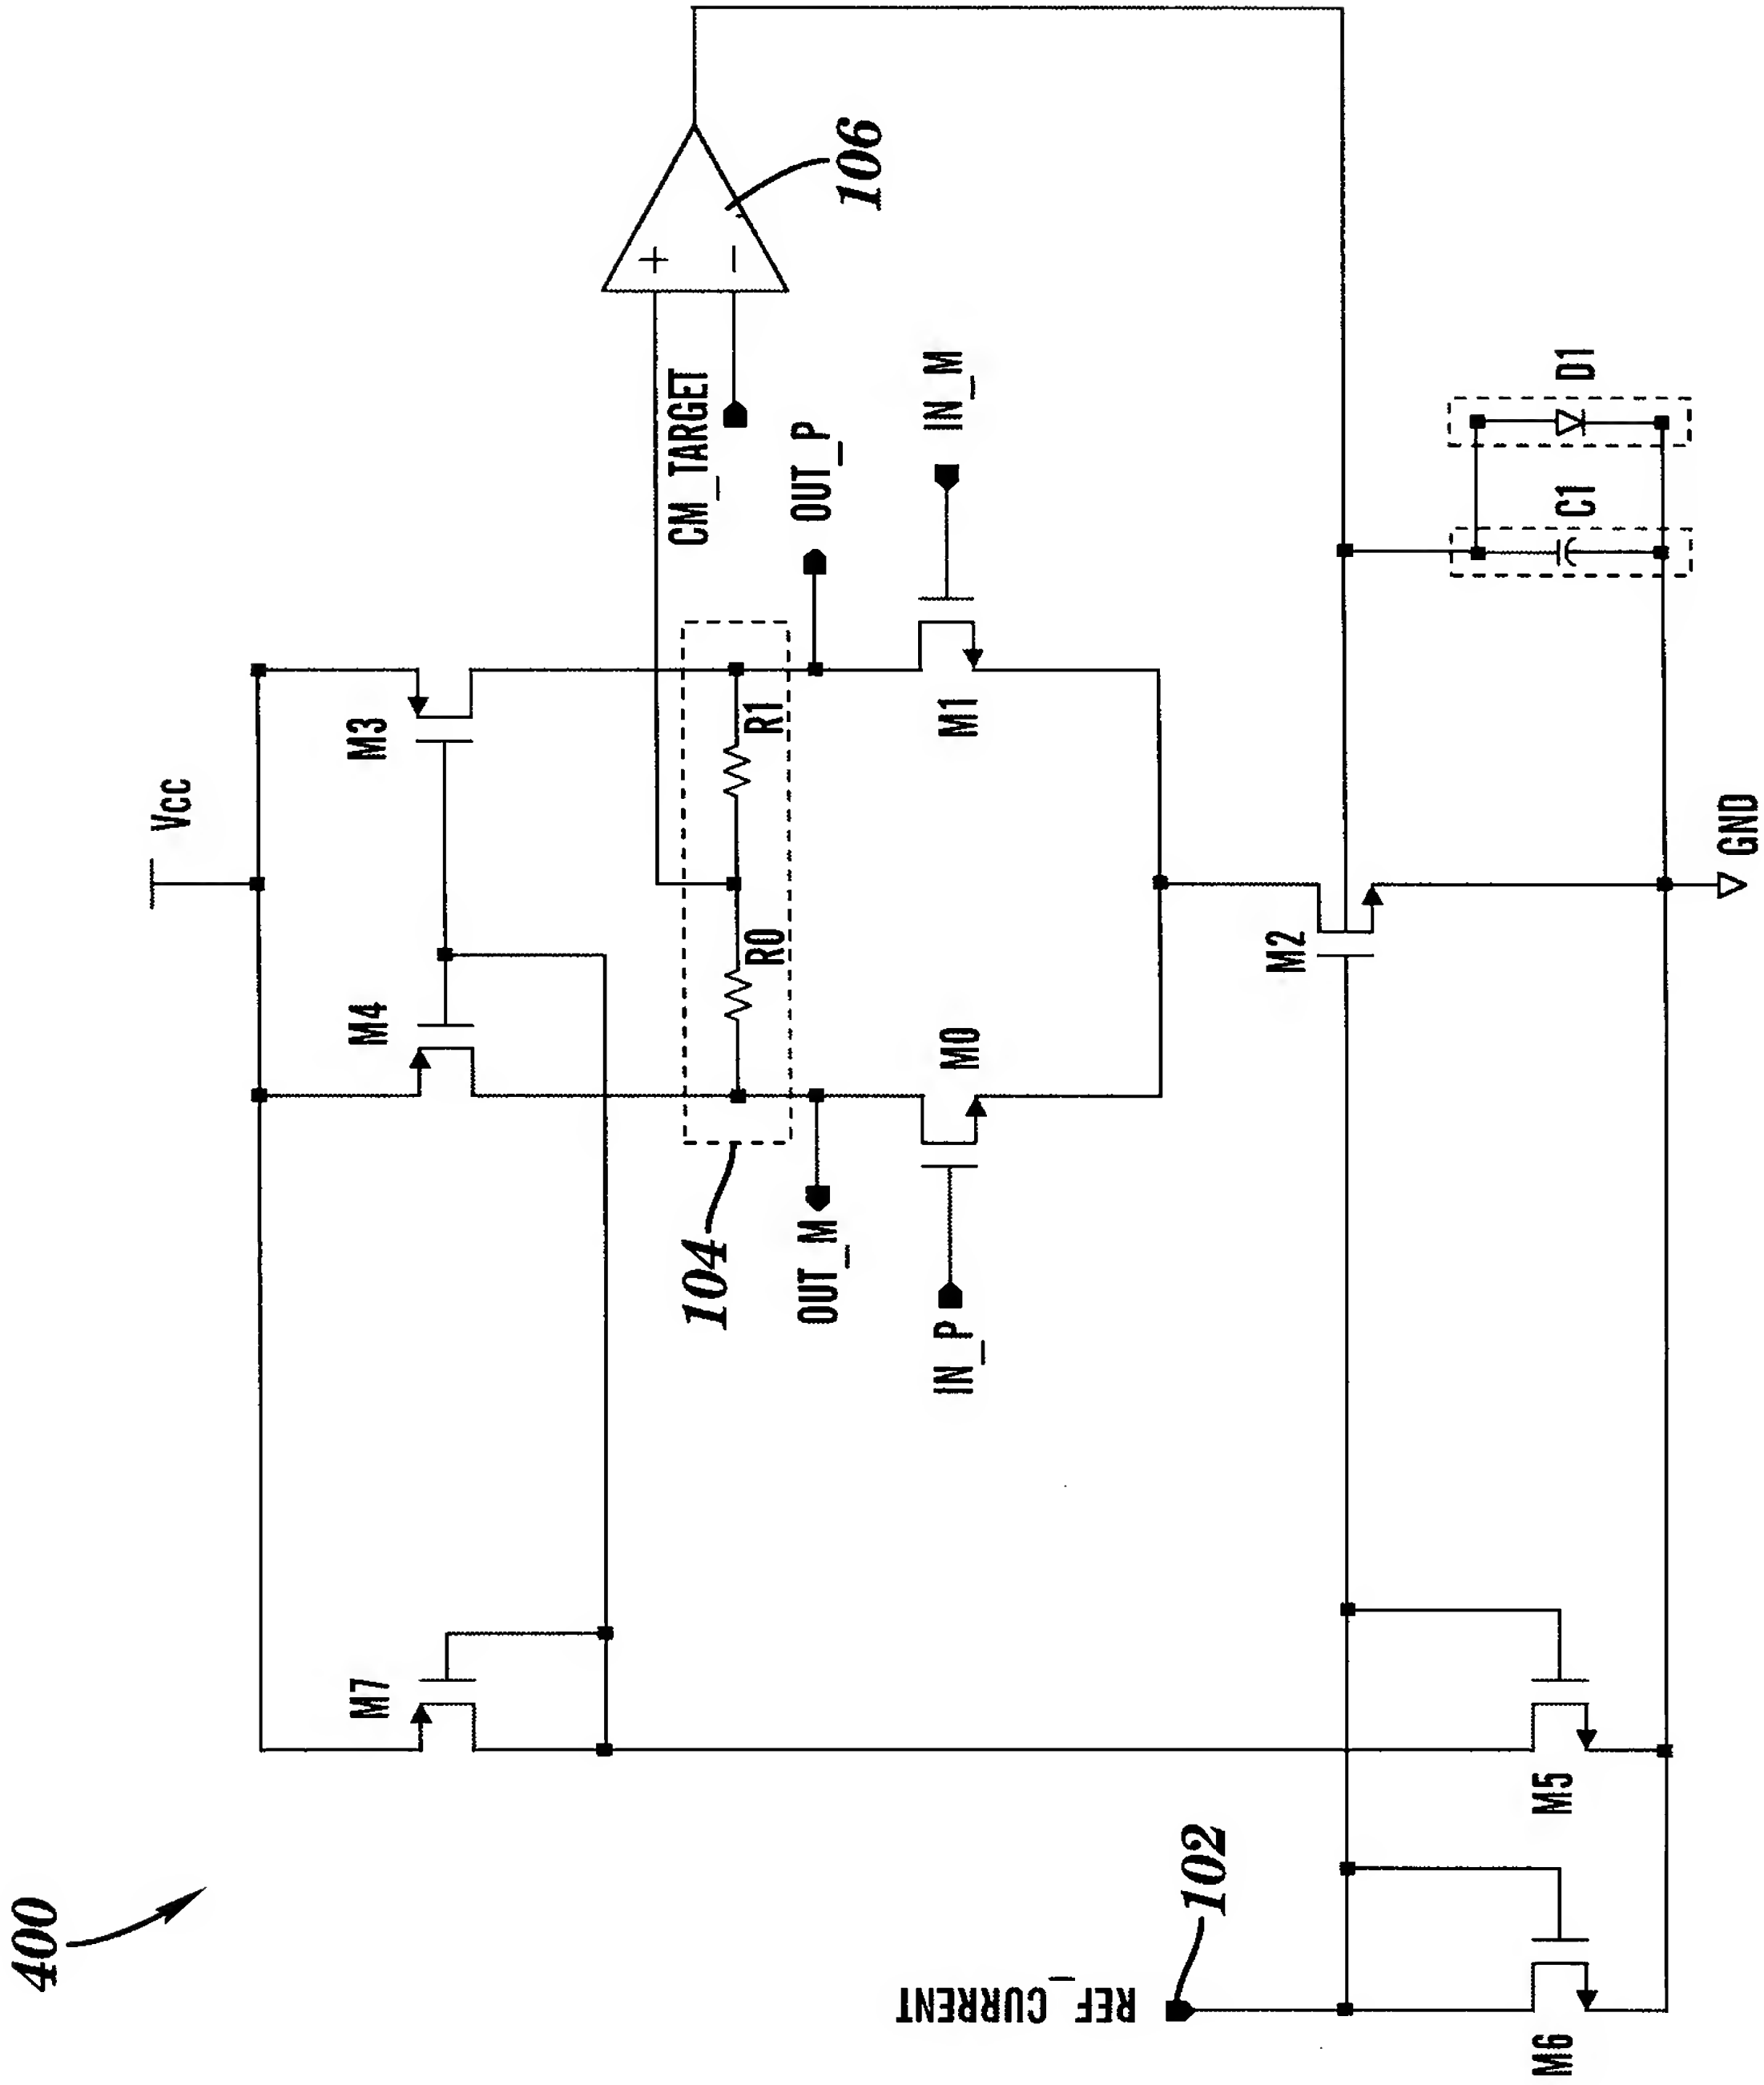 400
Vcc
M7
M4
M3
106
+
−
CM_TARGET
104
R0
R1
OUT_M
OUT_P
IN_P
M0
M1
IN_M
REF_CURRENT
102
M2
M6
M5
C1
D1
GND